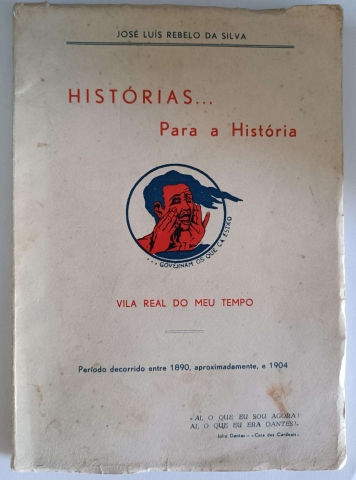 JOSÉ LUÍS REBELO DA SILVA
HISTÓRIAS...
Para a História
... GOVERNAM OS QUE CÁ ESTÃO
VILA REAL DO MEU TEMPO
Período decorrido entre 1890, aproximadamente, e 1904
«AI, O QUE EU SOU AGORA!
AI, O QUE EU ERA DANTES!»
Júlio Dantas – «Ceia dos Cardeais».